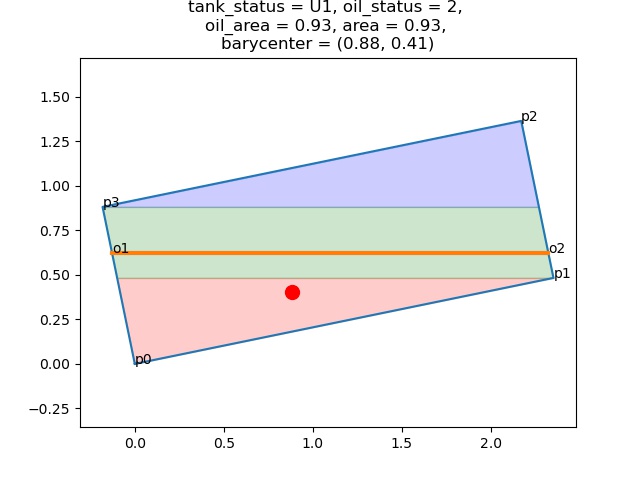 tank_status = U1, oil_status = 2,
oil_area = 0.93, area = 0.93,
barycenter = (0.88, 0.41)
1.50
1.25
1.00
0.75
0.50
0.25
0.00
−0.25
p2
p3
o1
o2
p1
p0
0.0
0.5
1.0
1.5
2.0